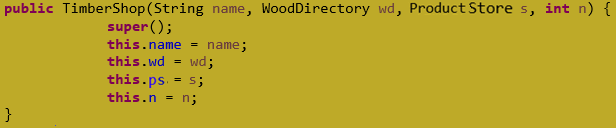 public TimberShop(String name, WoodDirectory wd, ProductStore s, int n) {
super();
this.name = name;
this.wd = wd;
this.ps = s;
this.n = n;
}